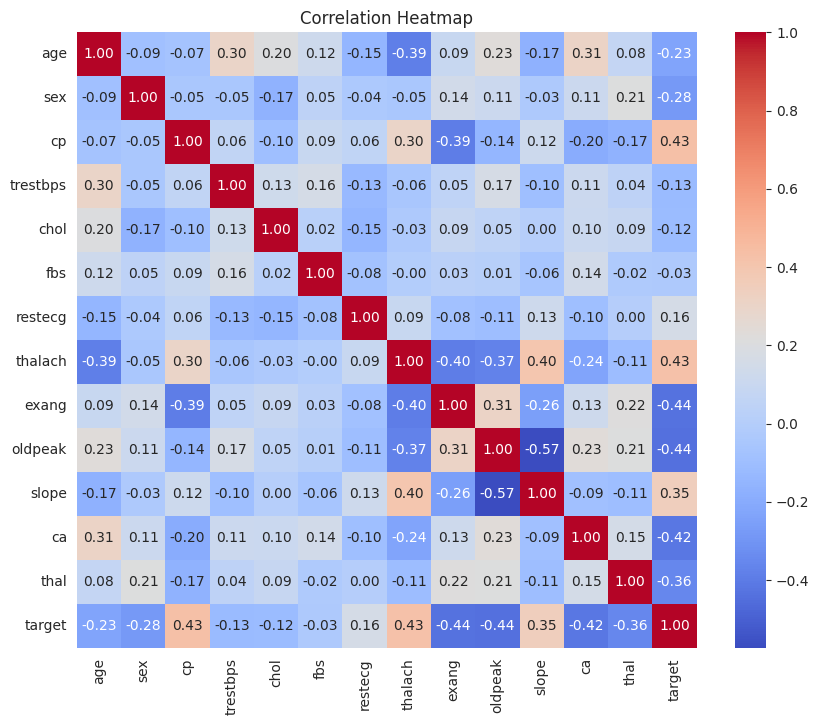 Correlation Heatmap
age 1.00 -0.09 -0.07 0.30 0.20 0.12 -0.15 -0.39 0.09 0.23 -0.17 0.31 0.08 -0.23
sex -0.09 1.00 -0.05 -0.05 -0.17 0.05 -0.04 -0.05 0.14 0.11 -0.03 0.11 0.21 -0.28
cp -0.07 -0.05 1.00 0.06 -0.10 0.09 0.06 0.30 -0.39 -0.14 0.12 -0.20 -0.17 0.43
trestbps 0.30 -0.05 0.06 1.00 0.13 0.16 -0.13 -0.06 0.05 0.17 -0.10 0.11 0.04 -0.13
chol 0.20 -0.17 -0.10 0.13 1.00 0.02 -0.15 -0.03 0.09 0.05 0.00 0.10 0.09 -0.12
fbs 0.12 0.05 0.09 0.16 0.02 1.00 -0.08 -0.00 0.03 0.01 -0.06 0.14 -0.02 -0.03
restecg -0.15 -0.04 0.06 -0.13 -0.15 -0.08 1.00 0.09 -0.08 -0.11 0.13 -0.10 0.00 0.16
thalach -0.39 -0.05 0.30 -0.06 -0.03 -0.00 0.09 1.00 -0.40 -0.37 0.40 -0.24 -0.11 0.43
exang 0.09 0.14 -0.39 0.05 0.09 0.03 -0.08 -0.40 1.00 0.31 -0.26 0.13 0.22 -0.44
oldpeak 0.23 0.11 -0.14 0.17 0.05 0.01 -0.11 -0.37 0.31 1.00 -0.57 0.23 0.21 -0.44
slope -0.17 -0.03 0.12 -0.10 0.00 -0.06 0.13 0.40 -0.26 -0.57 1.00 -0.09 -0.11 0.35
ca 0.31 0.11 -0.20 0.11 0.10 0.14 -0.10 -0.24 0.13 0.23 -0.09 1.00 0.15 -0.42
thal 0.08 0.21 -0.17 0.04 0.09 -0.02 0.00 -0.11 0.22 0.21 -0.11 0.15 1.00 -0.36
target -0.23 -0.28 0.43 -0.13 -0.12 -0.03 0.16 0.43 -0.44 -0.44 0.35 -0.42 -0.36 1.00
age sex cp trestbps chol fbs restecg thalach exang oldpeak slope ca thal target
1.0
0.8
0.6
0.4
0.2
0.0
−0.2
−0.4